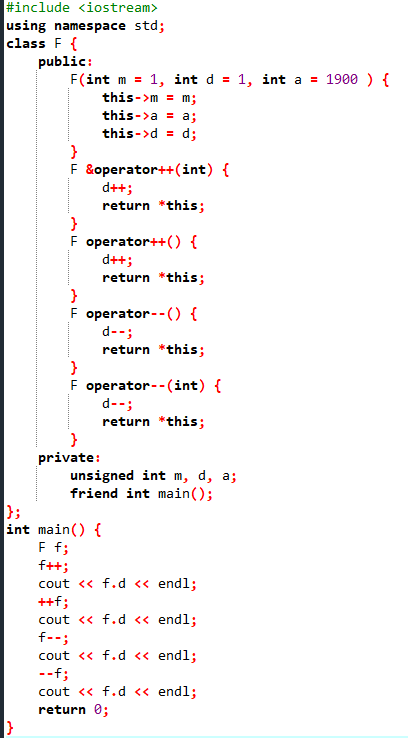 #include <iostream>
using namespace std;
class F {
    public:
        F(int m = 1, int d = 1, int a = 1900 ) {
            this->m = m;
            this->a = a;
            this->d = d;
        }
        F &operator++(int) {
            d++;
            return *this;
        }
        F operator++() {
            d++;
            return *this;
        }
        F operator--() {
            d--;
            return *this;
        }
        F operator--(int) {
            d--;
            return *this;
        }
    private:
        unsigned int m, d, a;
        friend int main();
};
int main() {
    F f;
    f++;
    cout << f.d << endl;
    ++f;
    cout << f.d << endl;
    f--;
    cout << f.d << endl;
    --f;
    cout << f.d << endl;
    return 0;
}